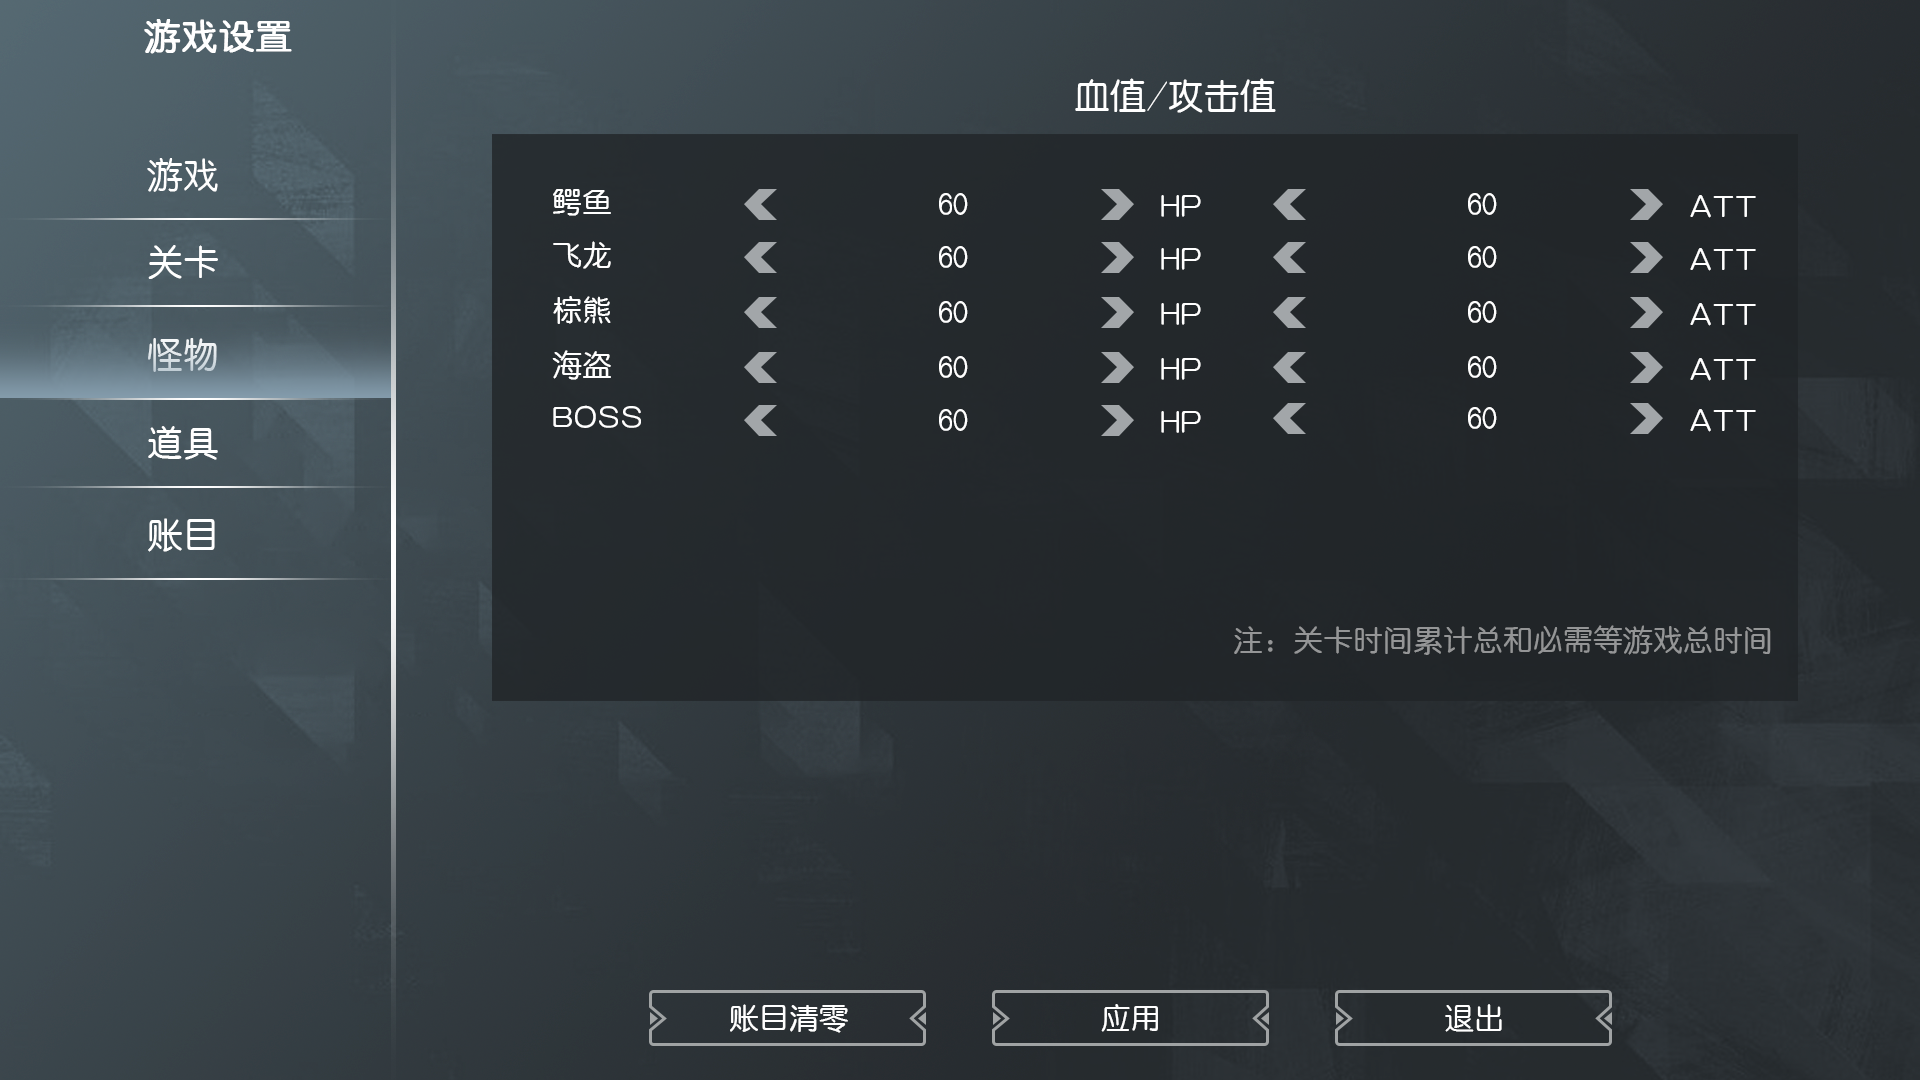 游戏设置
游戏
关卡
怪物
道具
账目
血值/攻击值
鳄鱼 60 HP 60 ATT
飞龙 60 HP 60 ATT
棕熊 60 HP 60 ATT
海盗 60 HP 60 ATT
BOSS 60 HP 60 ATT
注：关卡时间累计总和必需等游戏总时间
账目清零 应用 退出